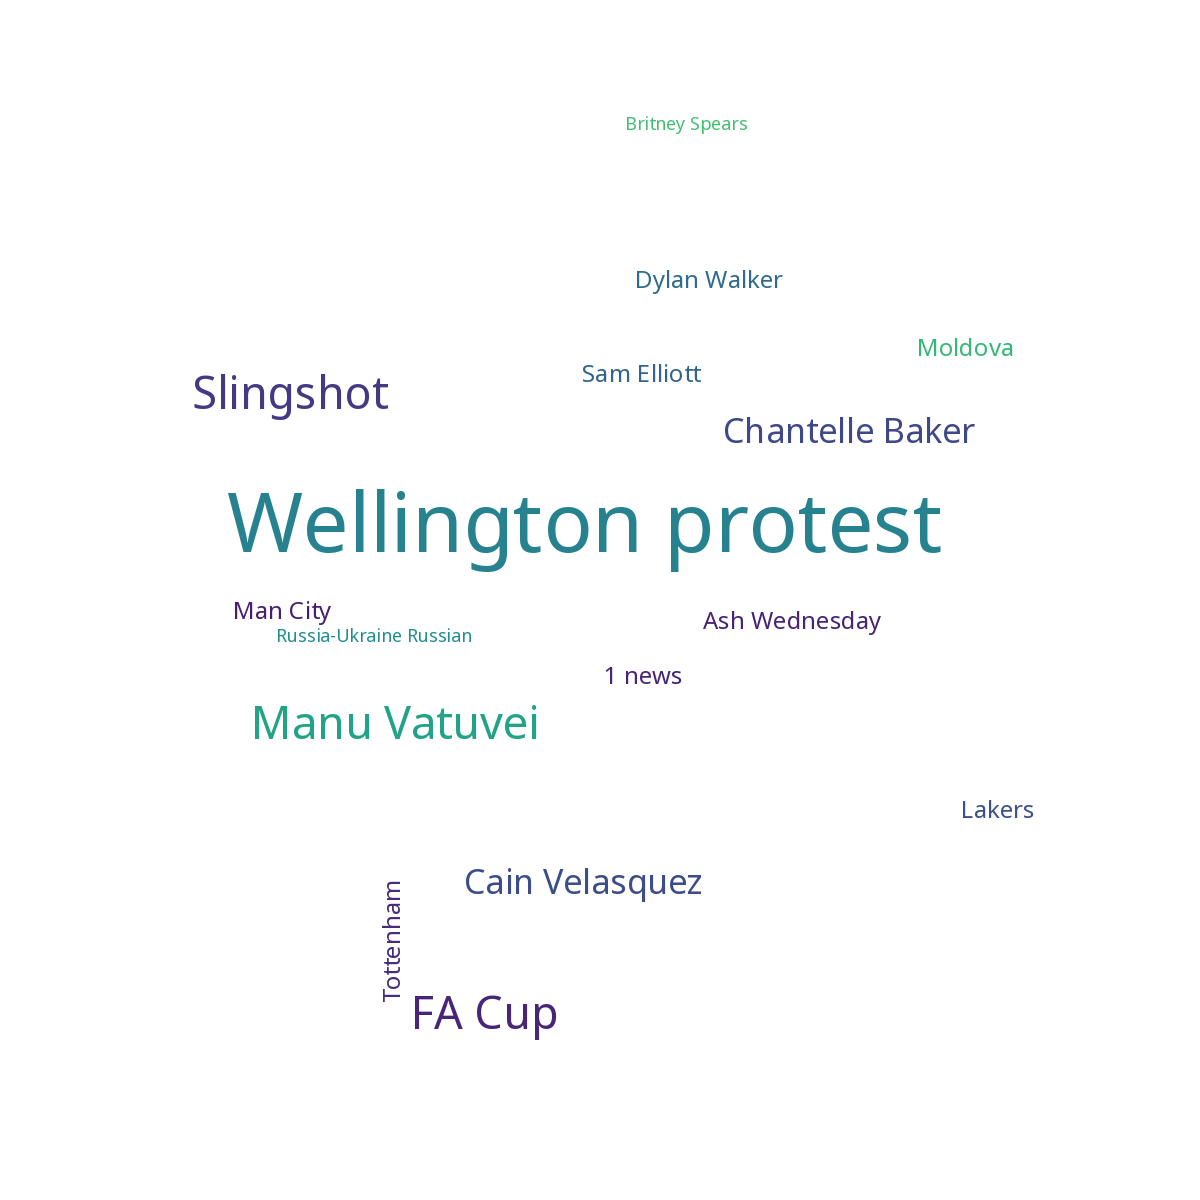 Britney Spears
Dylan Walker
Moldova
Sam Elliott
Slingshot
Chantelle Baker
Wellington protest
Man City
Ash Wednesday
Russia-Ukraine Russian
1 news
Manu Vatuvei
Lakers
Cain Velasquez
Tottenham
FA Cup